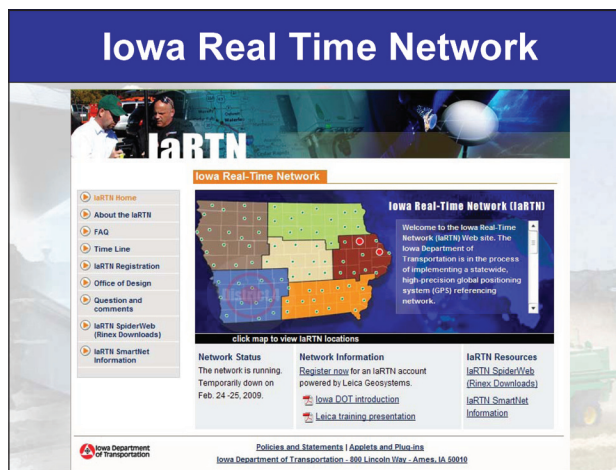 Iowa Real Time Network
IaRTN
Iowa Real-Time Network
IaRTN Home
About the IaRTN
FAQ
Time Line
IaRTN Registration
Office of Design
Question and
comments
IaRTN SpiderWeb
(Rinex Downloads)
IaRTN SmartNet
Information
Iowa Real-Time Network (IaRTN)
Welcome to the Iowa Real-Time
Network (IaRTN) Web site. The
Iowa Department of
Transportation is in the process
of implementing a statewide,
high-precision global positioning
system (GPS) referencing
network.
District
click map to view IaRTN locations
Network Status
The network is running.
Temporarily down on
Feb. 24 -25, 2009.
Network Information
Register now for an IaRTN account
powered by Leica Geosystems.
Iowa DOT introduction
Leica training presentation
IaRTN Resources
IaRTN SpiderWeb
(Rinex Downloads)
IaRTN SmartNet
Information
Iowa Department
of Transportation
Policies and Statements | Applets and Plug-ins
Iowa Department of Transportation - 800 Lincoln Way - Ames, IA 50010